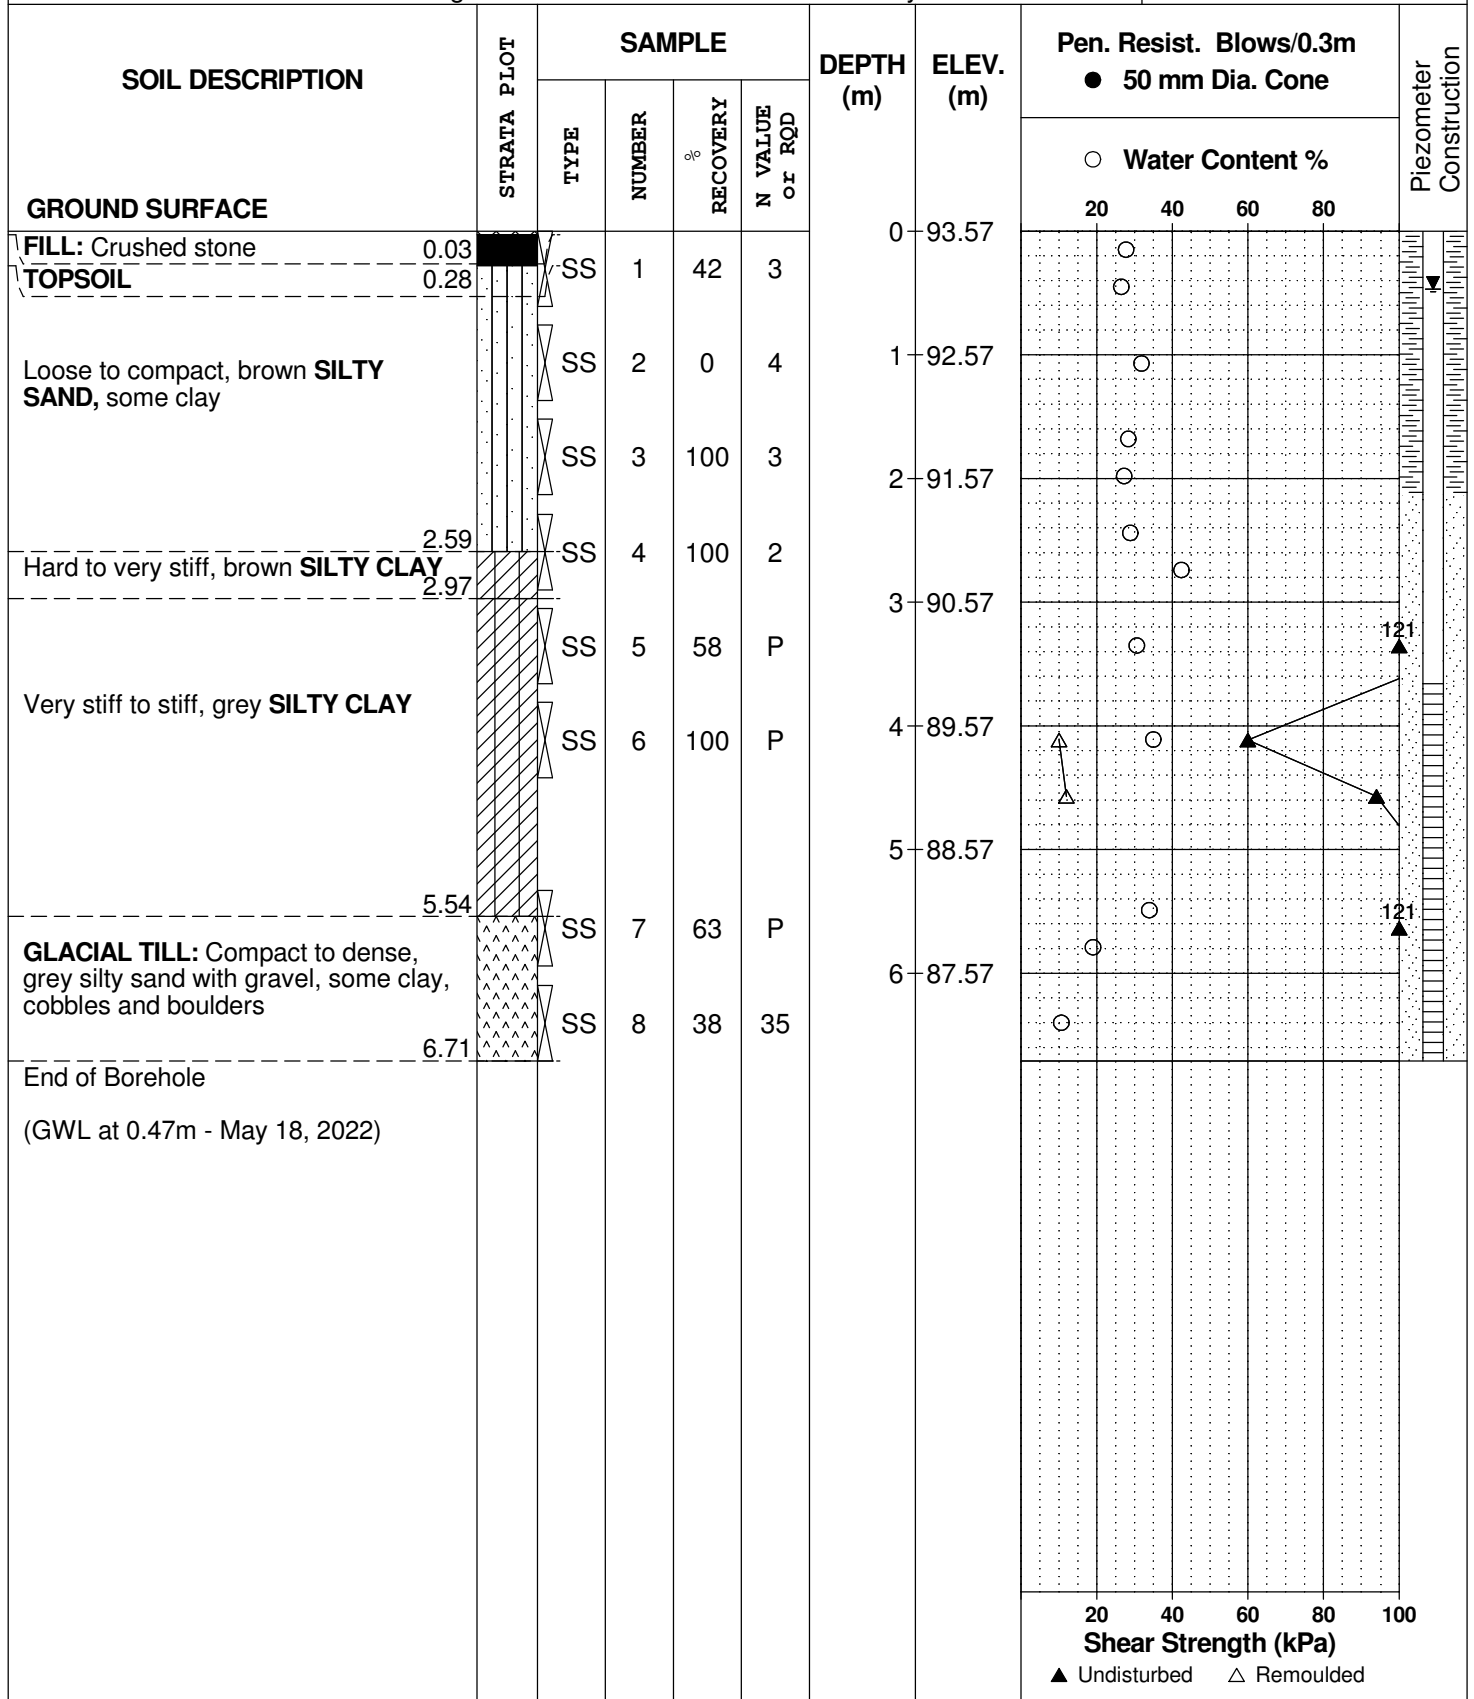 SOIL DESCRIPTION
GROUND SURFACE
STRATA PLOT
SAMPLE
TYPE
NUMBER
%
RECOVERY
N VALUE
or RQD
DEPTH
(m)
ELEV.
(m)
Pen. Resist. Blows/0.3m
● 50 mm Dia. Cone
○ Water Content %
20 40 60 80
Piezometer
Construction
0 93.57
FILL: Crushed stone 0.03
TOPSOIL 0.28
SS 1 42 3
Loose to compact, brown SILTY
SAND, some clay
SS 2 0 4
1 92.57
SS 3 100 3
2 91.57
2.59
SS 4 100 2
Hard to very stiff, brown SILTY CLAY
2.97
3 90.57
SS 5 58 P
121
Very stiff to stiff, grey SILTY CLAY
4 89.57
SS 6 100 P
5 88.57
5.54
121
SS 7 63 P
GLACIAL TILL: Compact to dense,
grey silty sand with gravel, some clay,
cobbles and boulders
6 87.57
SS 8 38 35
6.71
End of Borehole
(GWL at 0.47m - May 18, 2022)
20 40 60 80 100
Shear Strength (kPa)
▲ Undisturbed △ Remoulded